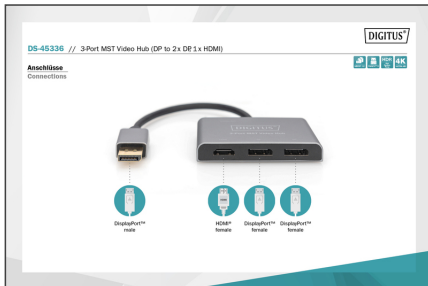 DIGITUS®
DS-45336 // 3-Port MST Video Hub (DP to 2x DP, 1x HDMI)
Anschlüsse
Connections
4K
DIGITUS
DisplayPort™
male
HDMI®
female
DisplayPort™
female
DisplayPort™
female